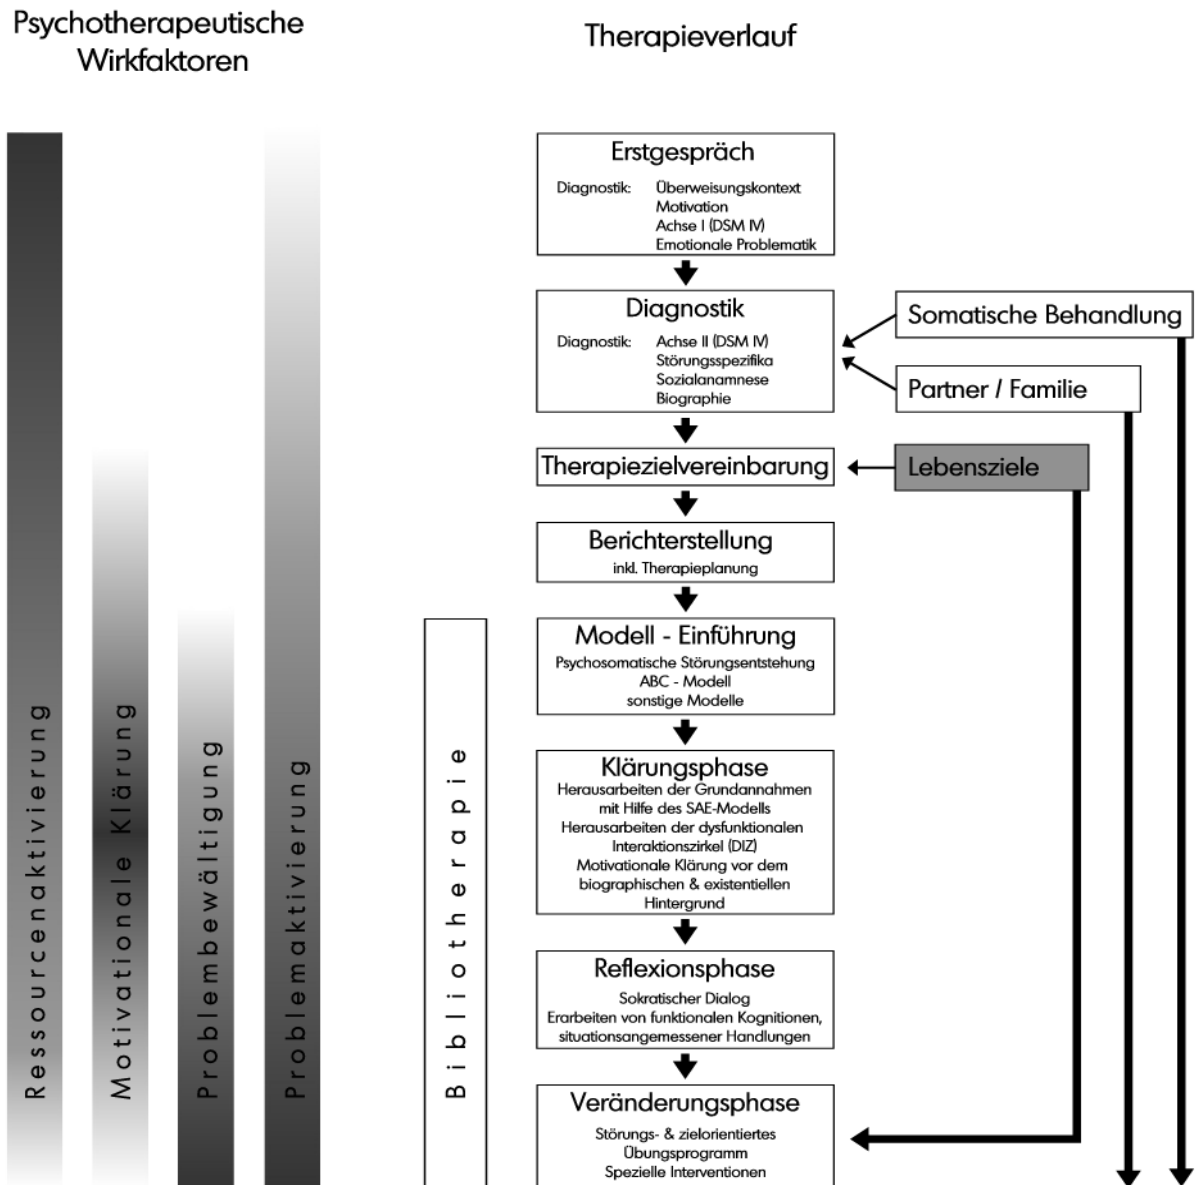 Psychotherapeutische
Wirkfaktoren
Therapieverlauf
Ressourcenaktivierung
Motivationale Klärung
Problembewältigung
Problemaktivierung
Bibliotherapie
Erstgespräch
Diagnostik: Überweisungskontext
Motivation
Achse I (DSM IV)
Emotionale Problematik
Diagnostik
Diagnostik: Achse II (DSM IV)
Störungsspezifika
Sozialanamnese
Biographie
Somatische Behandlung
Partner / Familie
Therapiezielvereinbarung
Lebensziele
Berichterstellung
inkl. Therapieplanung
Modell - Einführung
Psychosomatische Störungsentstehung
ABC - Modell
sonstige Modelle
Klärungsphase
Herausarbeiten der Grundannahmen
mit Hilfe des SAE-Modells
Herausarbeiten der dysfunktionalen
Interaktionszirkel (DIZ)
Motivationale Klärung vor dem
biographischen & existentiellen
Hintergrund
Reflexionsphase
Sokratischer Dialog
Erarbeiten von funktionalen Kognitionen,
situationsangemessener Handlungen
Veränderungsphase
Störungs- & zielorientiertes
Übungsprogramm
Spezielle Interventionen